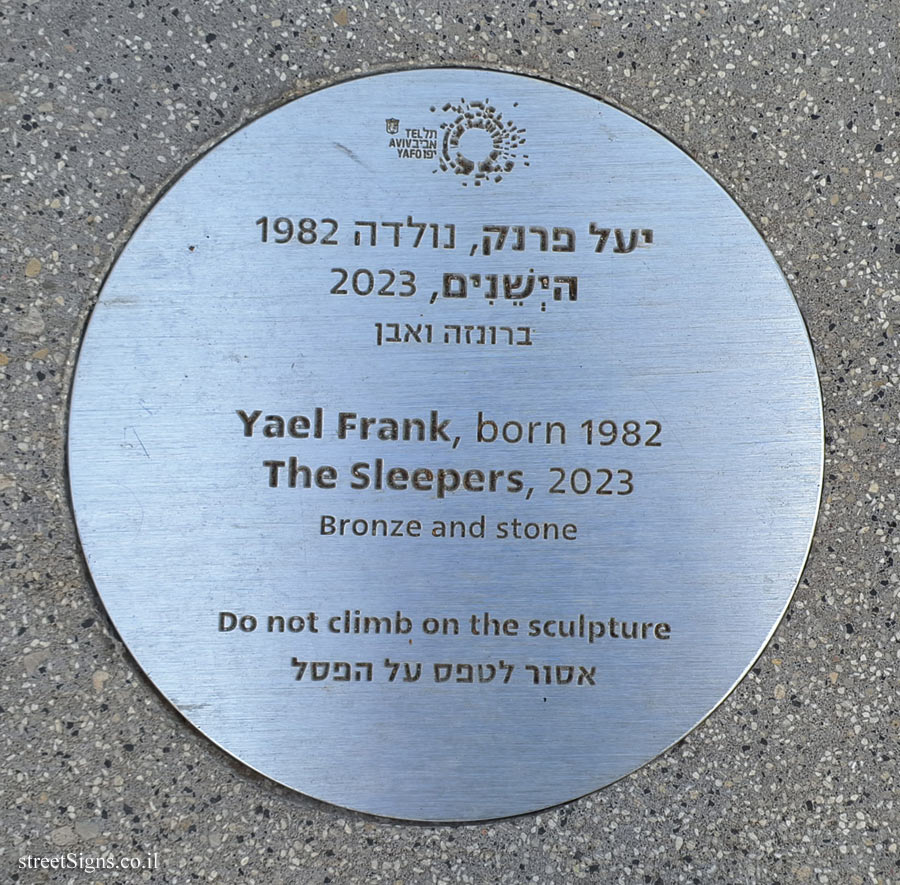 TEL תל
AVIV אביב
YAFO יפו
יעל פרנק, נולדה 1982
היְשֵׁנִים, 2023
ברונזה ואבן
Yael Frank, born 1982
The Sleepers, 2023
Bronze and stone
Do not climb on the sculpture
אסור לטפס על הפסל
streetSigns.co.il